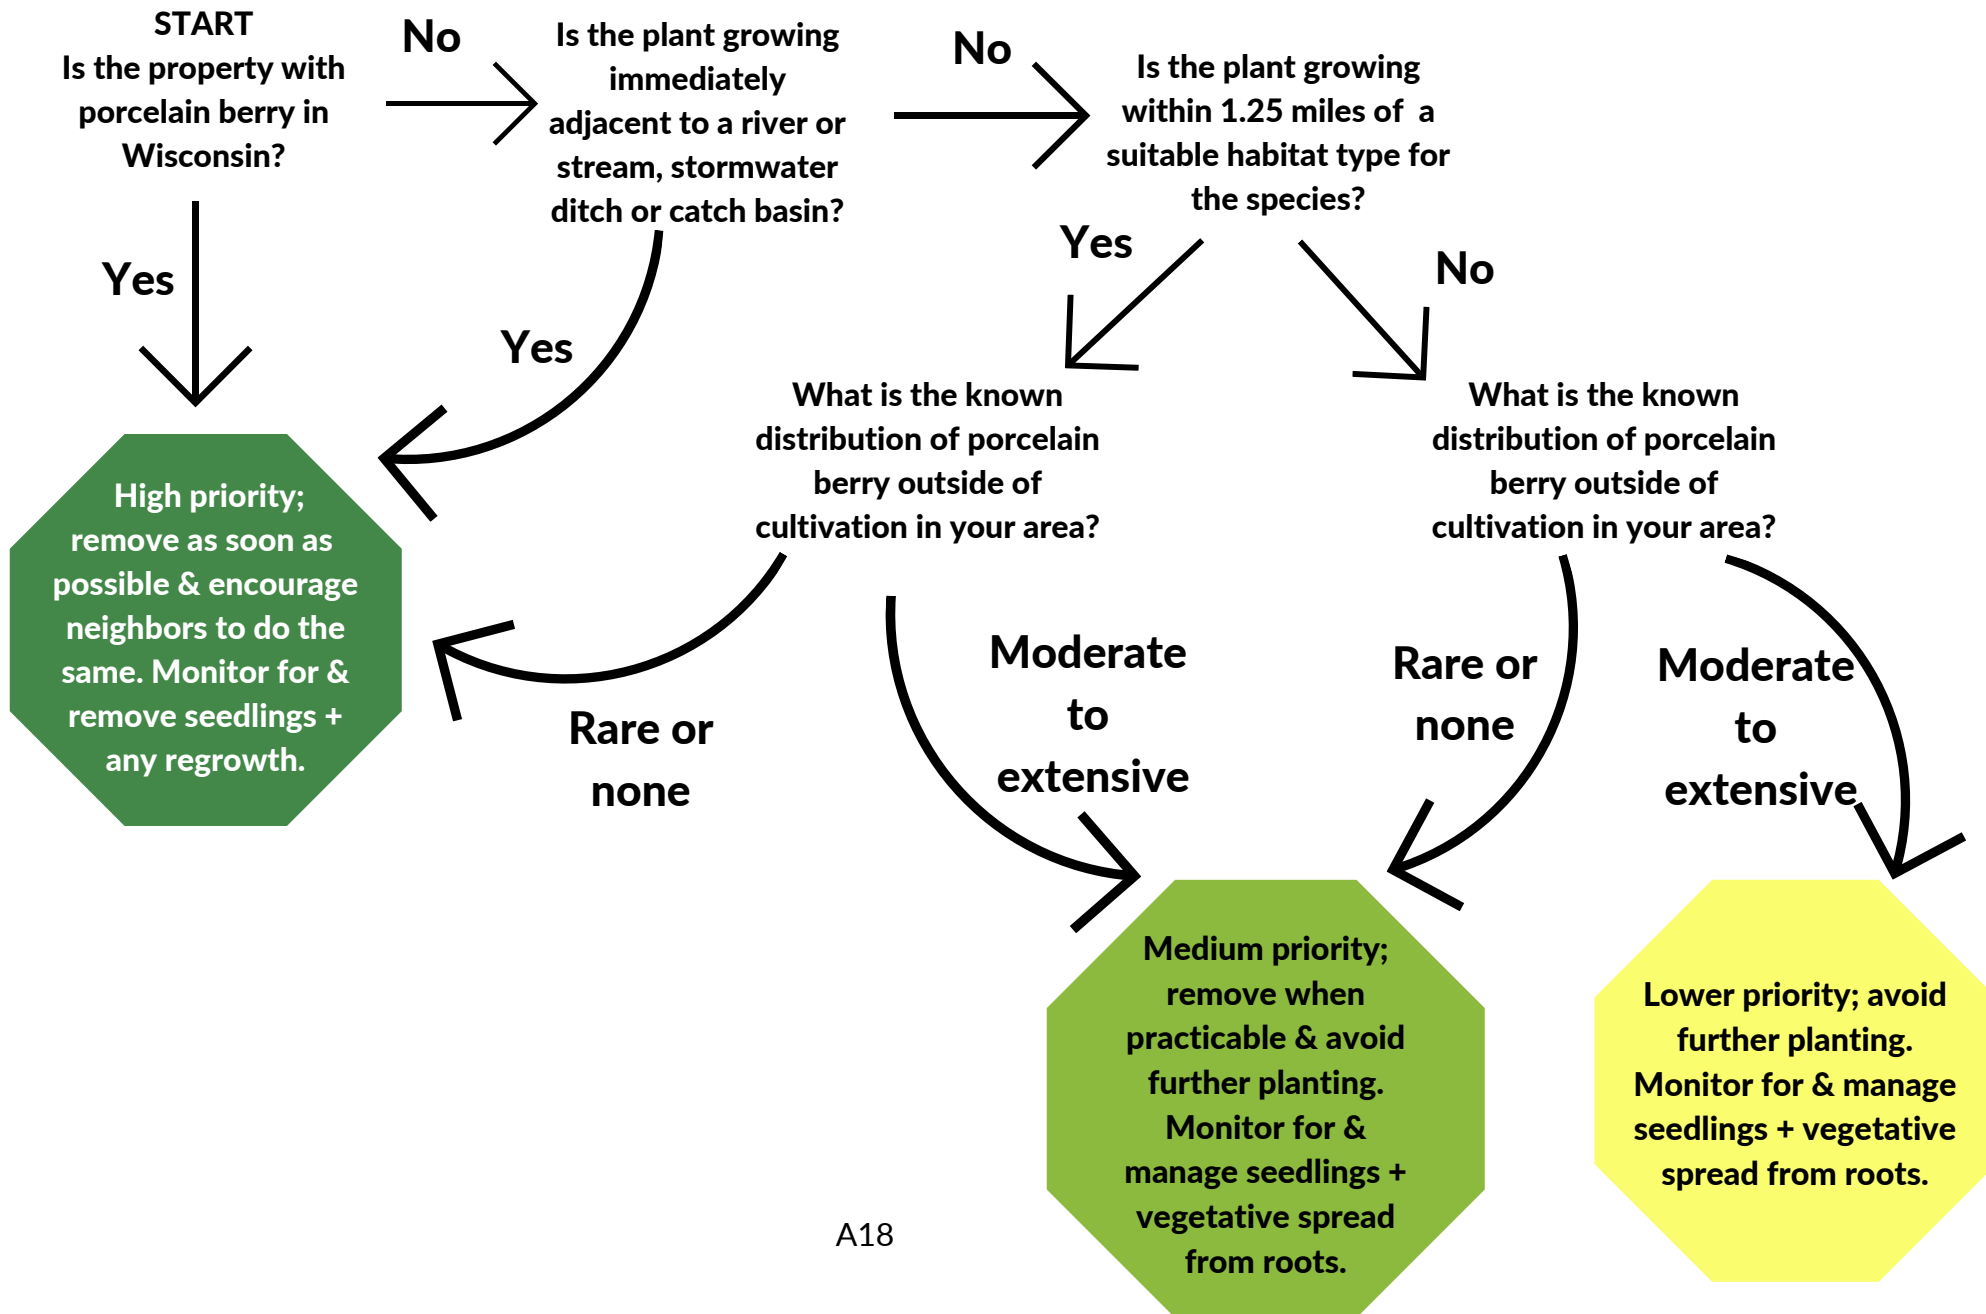 START
Is the property with
porcelain berry in
Wisconsin?
No
Is the plant growing
immediately
adjacent to a river or
stream, stormwater
ditch or catch basin?
No
Is the plant growing
within 1.25 miles of a
suitable habitat type for
the species?
Yes
Yes
Yes
No
What is the known
distribution of porcelain
berry outside of
cultivation in your area?
What is the known
distribution of porcelain
berry outside of
cultivation in your area?
High priority;
remove as soon as
possible & encourage
neighbors to do the
same. Monitor for &
remove seedlings +
any regrowth.
Rare or
none
Moderate
to
extensive
Rare or
none
Moderate
to
extensive
Medium priority;
remove when
practicable & avoid
further planting.
Monitor for &
manage seedlings +
vegetative spread
from roots.
Lower priority; avoid
further planting.
Monitor for & manage
seedlings + vegetative
spread from roots.
A18